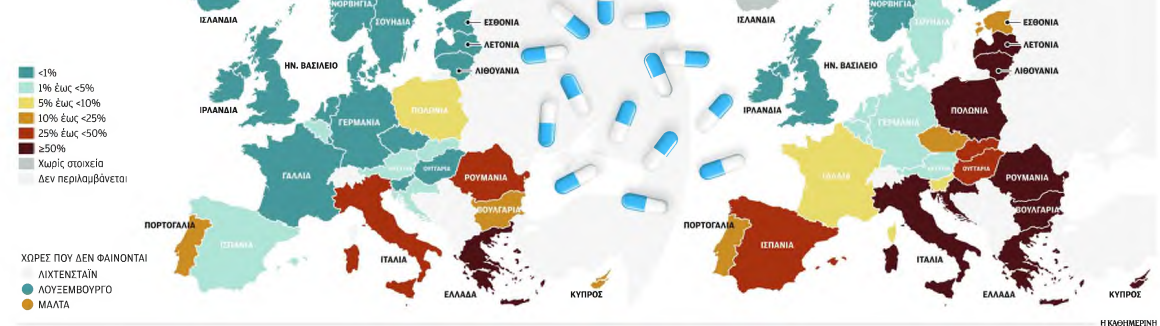 ΝΟΡΒΗΓΙΑ
ΙΣΛΑΝΔΙΑ
ΣΟΥΗΔΙΑ
ΕΣΘΟΝΙΑ
ΛΕΤΟΝΙΑ
ΗΝ. ΒΑΣΙΛΕΙΟ
ΛΙΘΟΥΑΝΙΑ
ΙΡΛΑΝΔΙΑ
ΠΟΛΩΝΙΑ
ΓΕΡΜΑΝΙΑ
ΓΑΛΛΙΑ
ΟΥΓΓΑΡΙΑ
ΡΟΥΜΑΝΙΑ
ΒΟΥΛΓΑΡΙΑ
ΠΟΡΤΟΓΑΛΙΑ
ΙΣΠΑΝΙΑ
ΙΤΑΛΙΑ
ΕΛΛΑΔΑ
ΚΥΠΡΟΣ
<1%
1% έως <5%
5% έως <10%
10% έως <25%
25% έως <50%
≥50%
Χωρίς στοιχεία
Δεν περιλαμβάνεται
ΧΩΡΕΣ ΠΟΥ ΔΕΝ ΦΑΙΝΟΝΤΑΙ
ΛΙΧΤΕΝΣΤΑΪΝ
ΛΟΥΞΕΜΒΟΥΡΓΟ
ΜΑΛΤΑ
ΝΟΡΒΗΓΙΑ
ΙΣΛΑΝΔΙΑ
ΣΟΥΗΔΙΑ
ΕΣΘΟΝΙΑ
ΛΕΤΟΝΙΑ
ΗΝ. ΒΑΣΙΛΕΙΟ
ΛΙΘΟΥΑΝΙΑ
ΙΡΛΑΝΔΙΑ
ΠΟΛΩΝΙΑ
ΓΕΡΜΑΝΙΑ
ΓΑΛΛΙΑ
ΟΥΓΓΑΡΙΑ
ΡΟΥΜΑΝΙΑ
ΒΟΥΛΓΑΡΙΑ
ΠΟΡΤΟΓΑΛΙΑ
ΙΣΠΑΝΙΑ
ΙΤΑΛΙΑ
ΕΛΛΑΔΑ
ΚΥΠΡΟΣ
Η ΚΑΘΗΜΕΡΙΝΗ